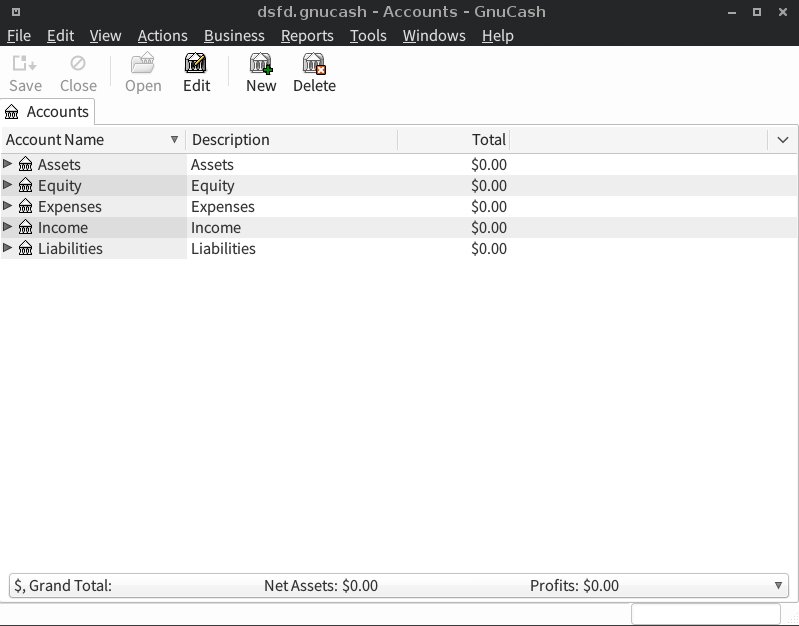 dsfd.gnucash - Accounts - GnuCash
File Edit View Actions Business Reports Tools Windows Help
Save Close Open Edit New Delete
Accounts
Account Name Description Total
Assets Assets $0.00
Equity Equity $0.00
Expenses Expenses $0.00
Income Income $0.00
Liabilities Liabilities $0.00
$, Grand Total: Net Assets: $0.00 Profits: $0.00